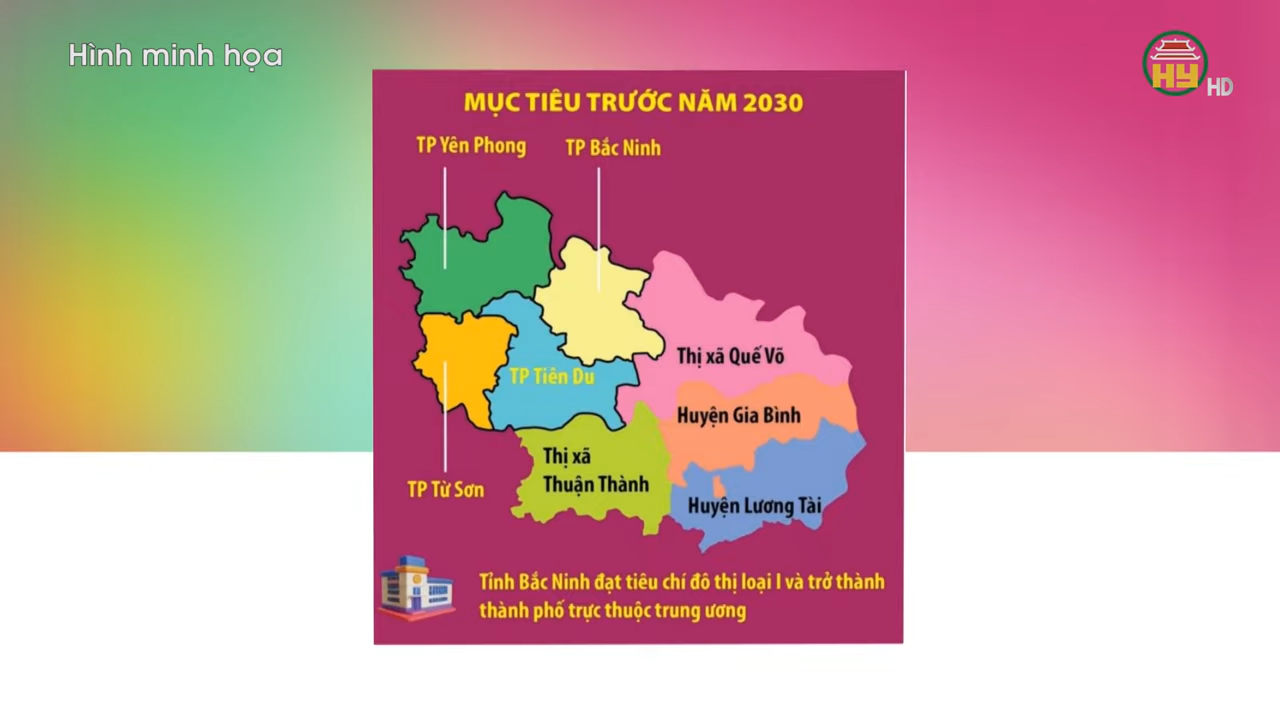 Hình minh họa
HY HD
MỤC TIÊU TRƯỚC NĂM 2030
TP Yên Phong
TP Bắc Ninh
Thị xã Quế Võ
TP Tiên Du
Huyện Gia Bình
Thị xã
Thuận Thành
TP Từ Sơn
Huyện Lương Tài
Tỉnh Bắc Ninh đạt tiêu chí đô thị loại I và trở thành
thành phố trực thuộc trung ương